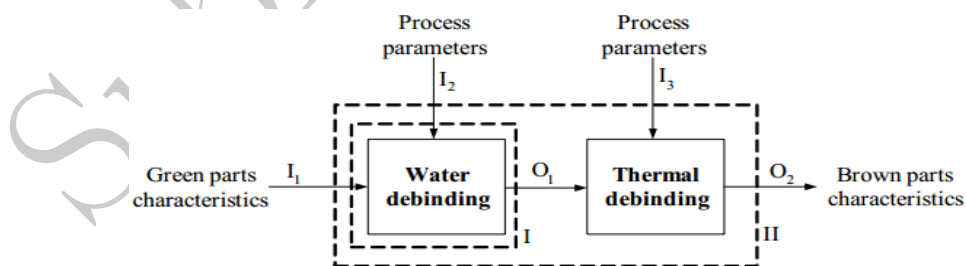 Process
parameters
Process
parameters
I2
I3
Green parts
characteristics
I1
Water
debinding
O1
Thermal
debinding
O2
Brown parts
characteristics
I
II